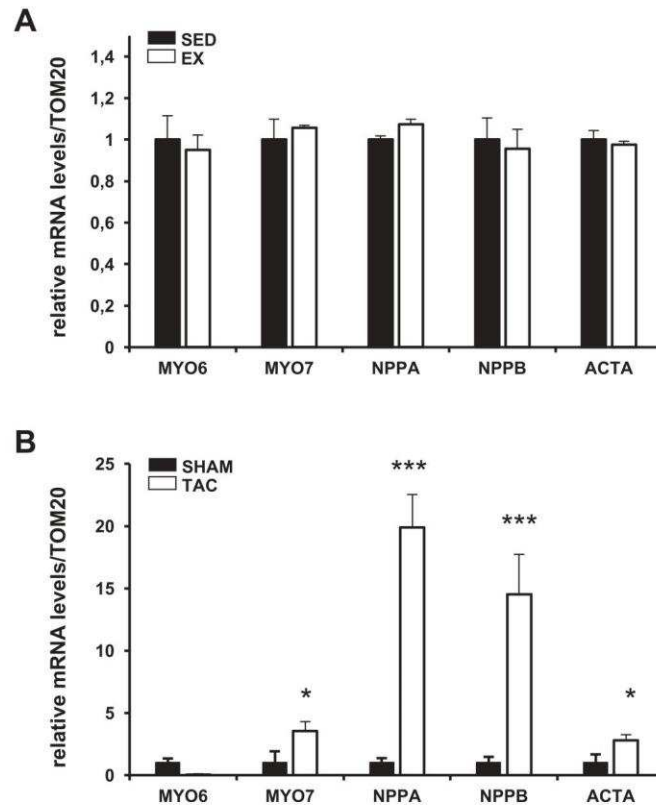 A
relative mRNA levels/TOM20
SED
EX
1,4
1,2
1
0,8
0,6
0,4
0,2
0
MYO6 MYO7 NPPA NPPB ACTA
B
relative mRNA levels/TOM20
SHAM
TAC
25
20
15
10
5
0
*
***
***
*
MYO6 MYO7 NPPA NPPB ACTA